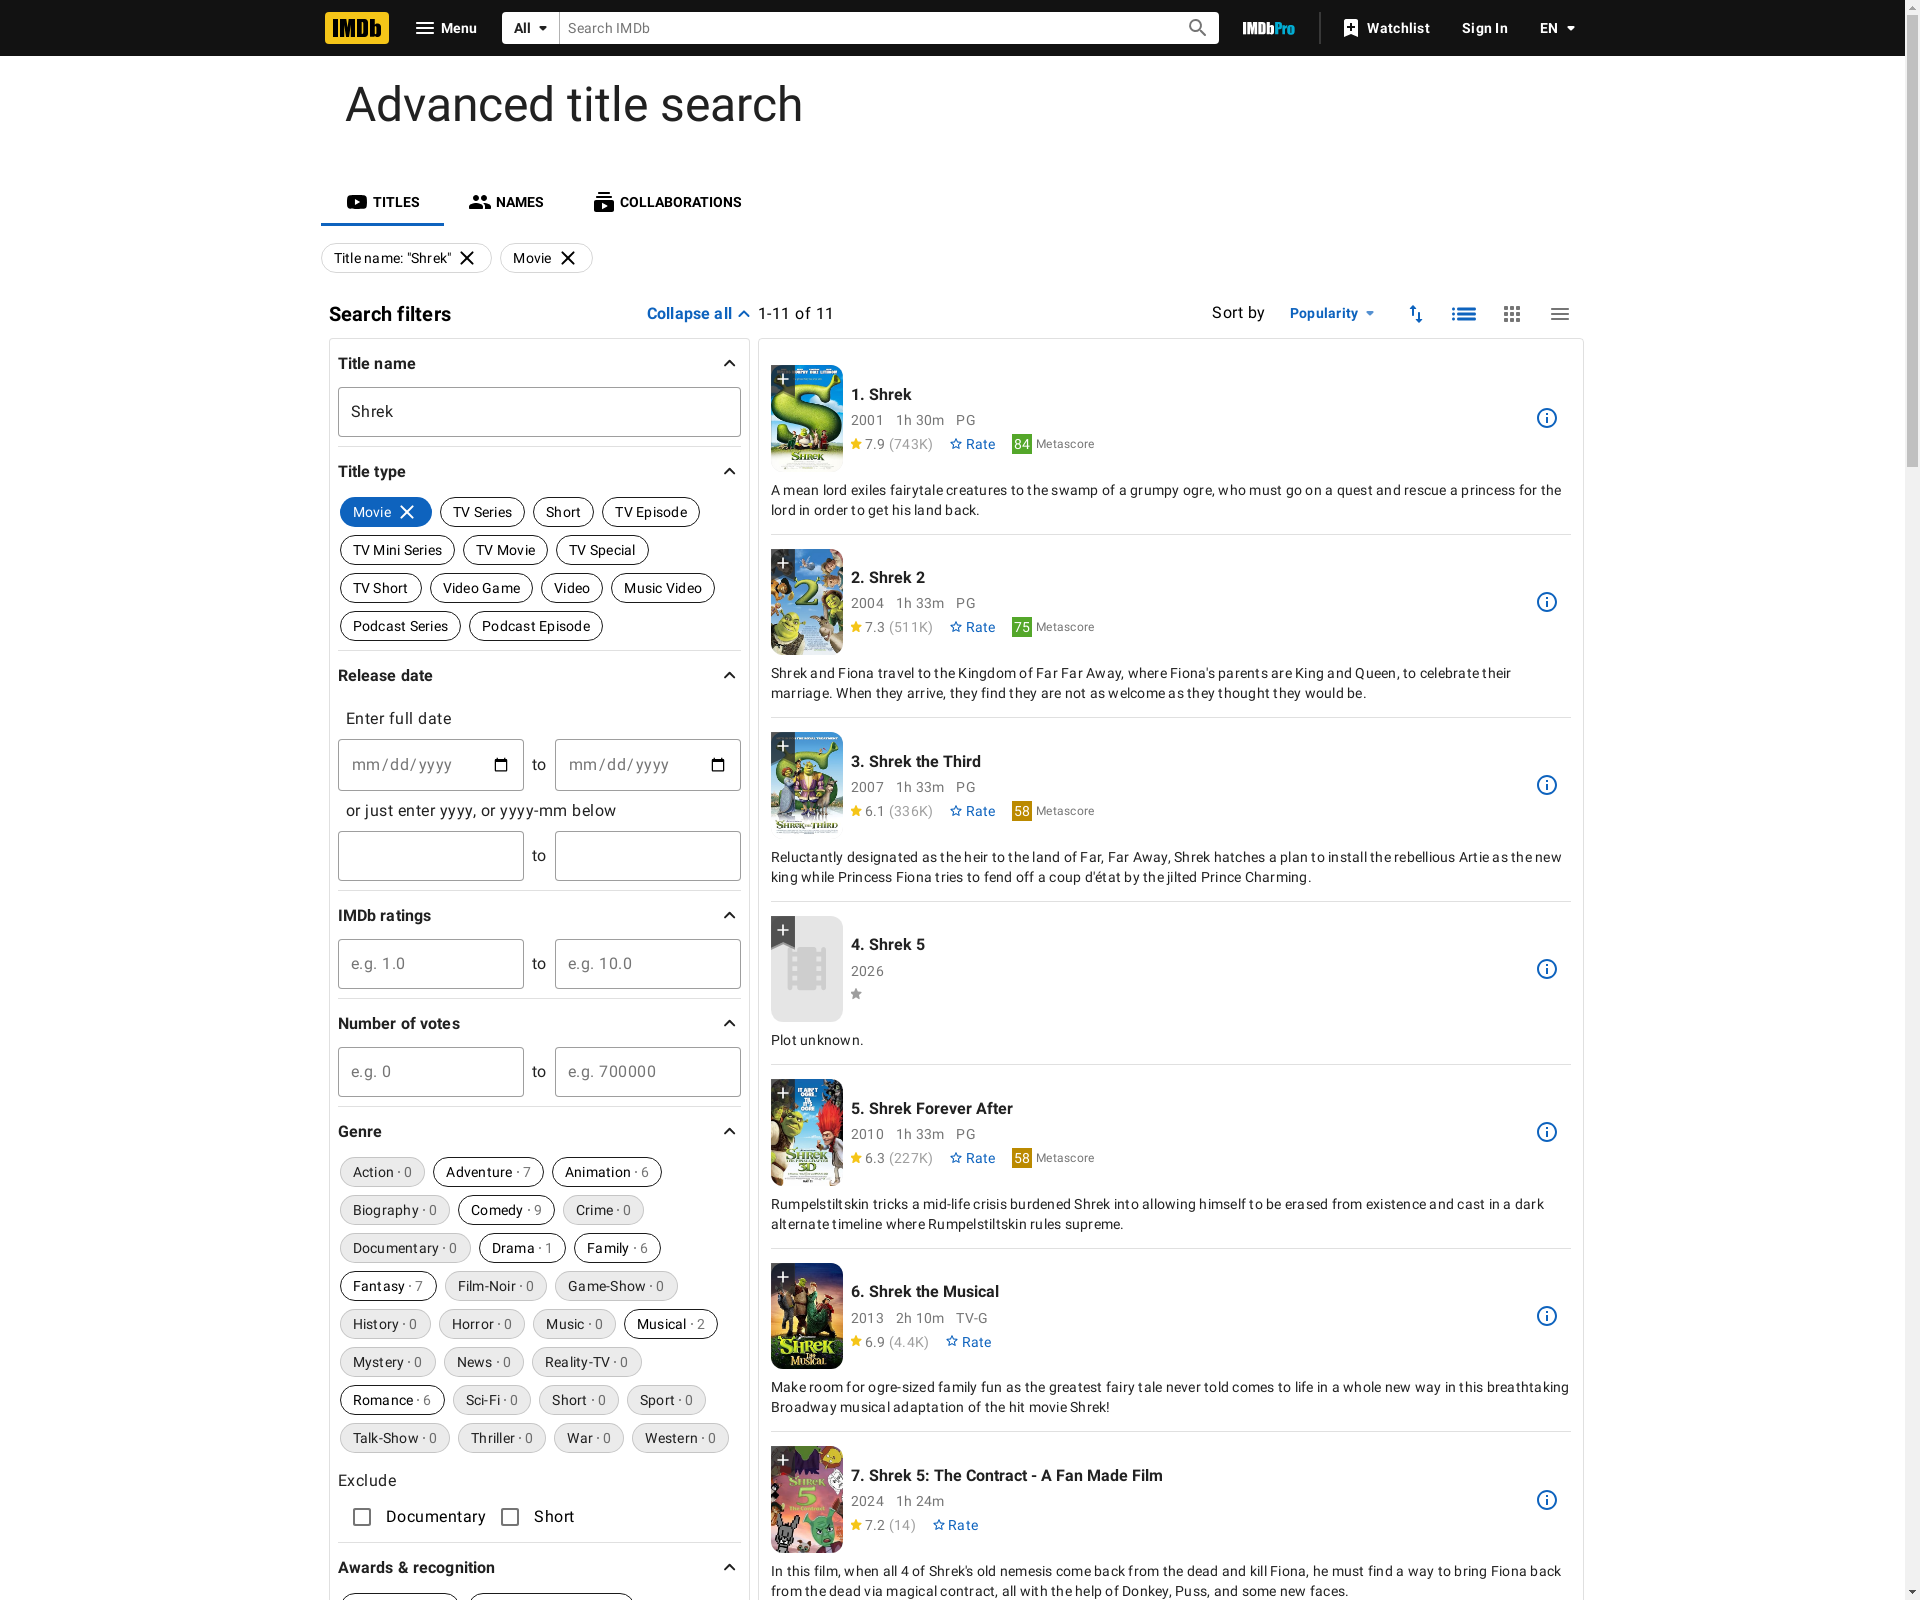 IMDb Menu All Search IMDb IMDbPro Watchlist Sign In EN
Advanced title search
TITLES NAMES COLLABORATIONS
Title name: "Shrek" Movie
Search filters Collapse all 1-11 of 11 Sort by Popularity
Title name
Shrek
Title type
Movie TV Series Short TV Episode
TV Mini Series TV Movie TV Special
TV Short Video Game Video Music Video
Podcast Series Podcast Episode
Release date
Enter full date
mm/dd/yyyy to mm/dd/yyyy
or just enter yyyy, or yyyy-mm below
to
IMDb ratings
e.g. 1.0 to e.g. 10.0
Number of votes
e.g. 0 to e.g. 700000
Genre
Action · 0 Adventure · 7 Animation · 6
Biography · 0 Comedy · 9 Crime · 0
Documentary · 0 Drama · 1 Family · 6
Fantasy · 7 Film-Noir · 0 Game-Show · 0
History · 0 Horror · 0 Music · 0 Musical · 2
Mystery · 0 News · 0 Reality-TV · 0
Romance · 6 Sci-Fi · 0 Short · 0 Sport · 0
Talk-Show · 0 Thriller · 0 War · 0 Western · 0
Exclude
Documentary Short
Awards & recognition
SHREK
1. Shrek
2001 1h 30m PG
7.9 (743K) Rate 84 Metascore
A mean lord exiles fairytale creatures to the swamp of a grumpy ogre, who must go on a quest and rescue a princess for the
lord in order to get his land back.
2
2. Shrek 2
2004 1h 33m PG
7.3 (511K) Rate 75 Metascore
Shrek and Fiona travel to the Kingdom of Far Far Away, where Fiona's parents are King and Queen, to celebrate their
marriage. When they arrive, they find they are not as welcome as they thought they would be.
SHREK THE THIRD
3. Shrek the Third
2007 1h 33m PG
6.1 (336K) Rate 58 Metascore
Reluctantly designated as the heir to the land of Far, Far Away, Shrek hatches a plan to install the rebellious Artie as the new
king while Princess Fiona tries to fend off a coup d'état by the jilted Prince Charming.
4. Shrek 5
2026
Plot unknown.
IT AIN'T
OGRE
TIL
IT'S
OGRE
SHREK
3D
5. Shrek Forever After
2010 1h 33m PG
6.3 (227K) Rate 58 Metascore
Rumpelstiltskin tricks a mid-life crisis burdened Shrek into allowing himself to be erased from existence and cast in a dark
alternate timeline where Rumpelstiltskin rules supreme.
SHREK
THE
MUSICAL
6. Shrek the Musical
2013 2h 10m TV-G
6.9 (4.4K) Rate
Make room for ogre-sized family fun as the greatest fairy tale never told comes to life in a whole new way in this breathtaking
Broadway musical adaptation of the hit movie Shrek!
SHREK
5
7. Shrek 5: The Contract - A Fan Made Film
2024 1h 24m
7.2 (14) Rate
In this film, when all 4 of Shrek's old nemesis come back from the dead and kill Fiona, he must find a way to bring Fiona back
from the dead via magical contract, all with the help of Donkey, Puss, and some new faces.